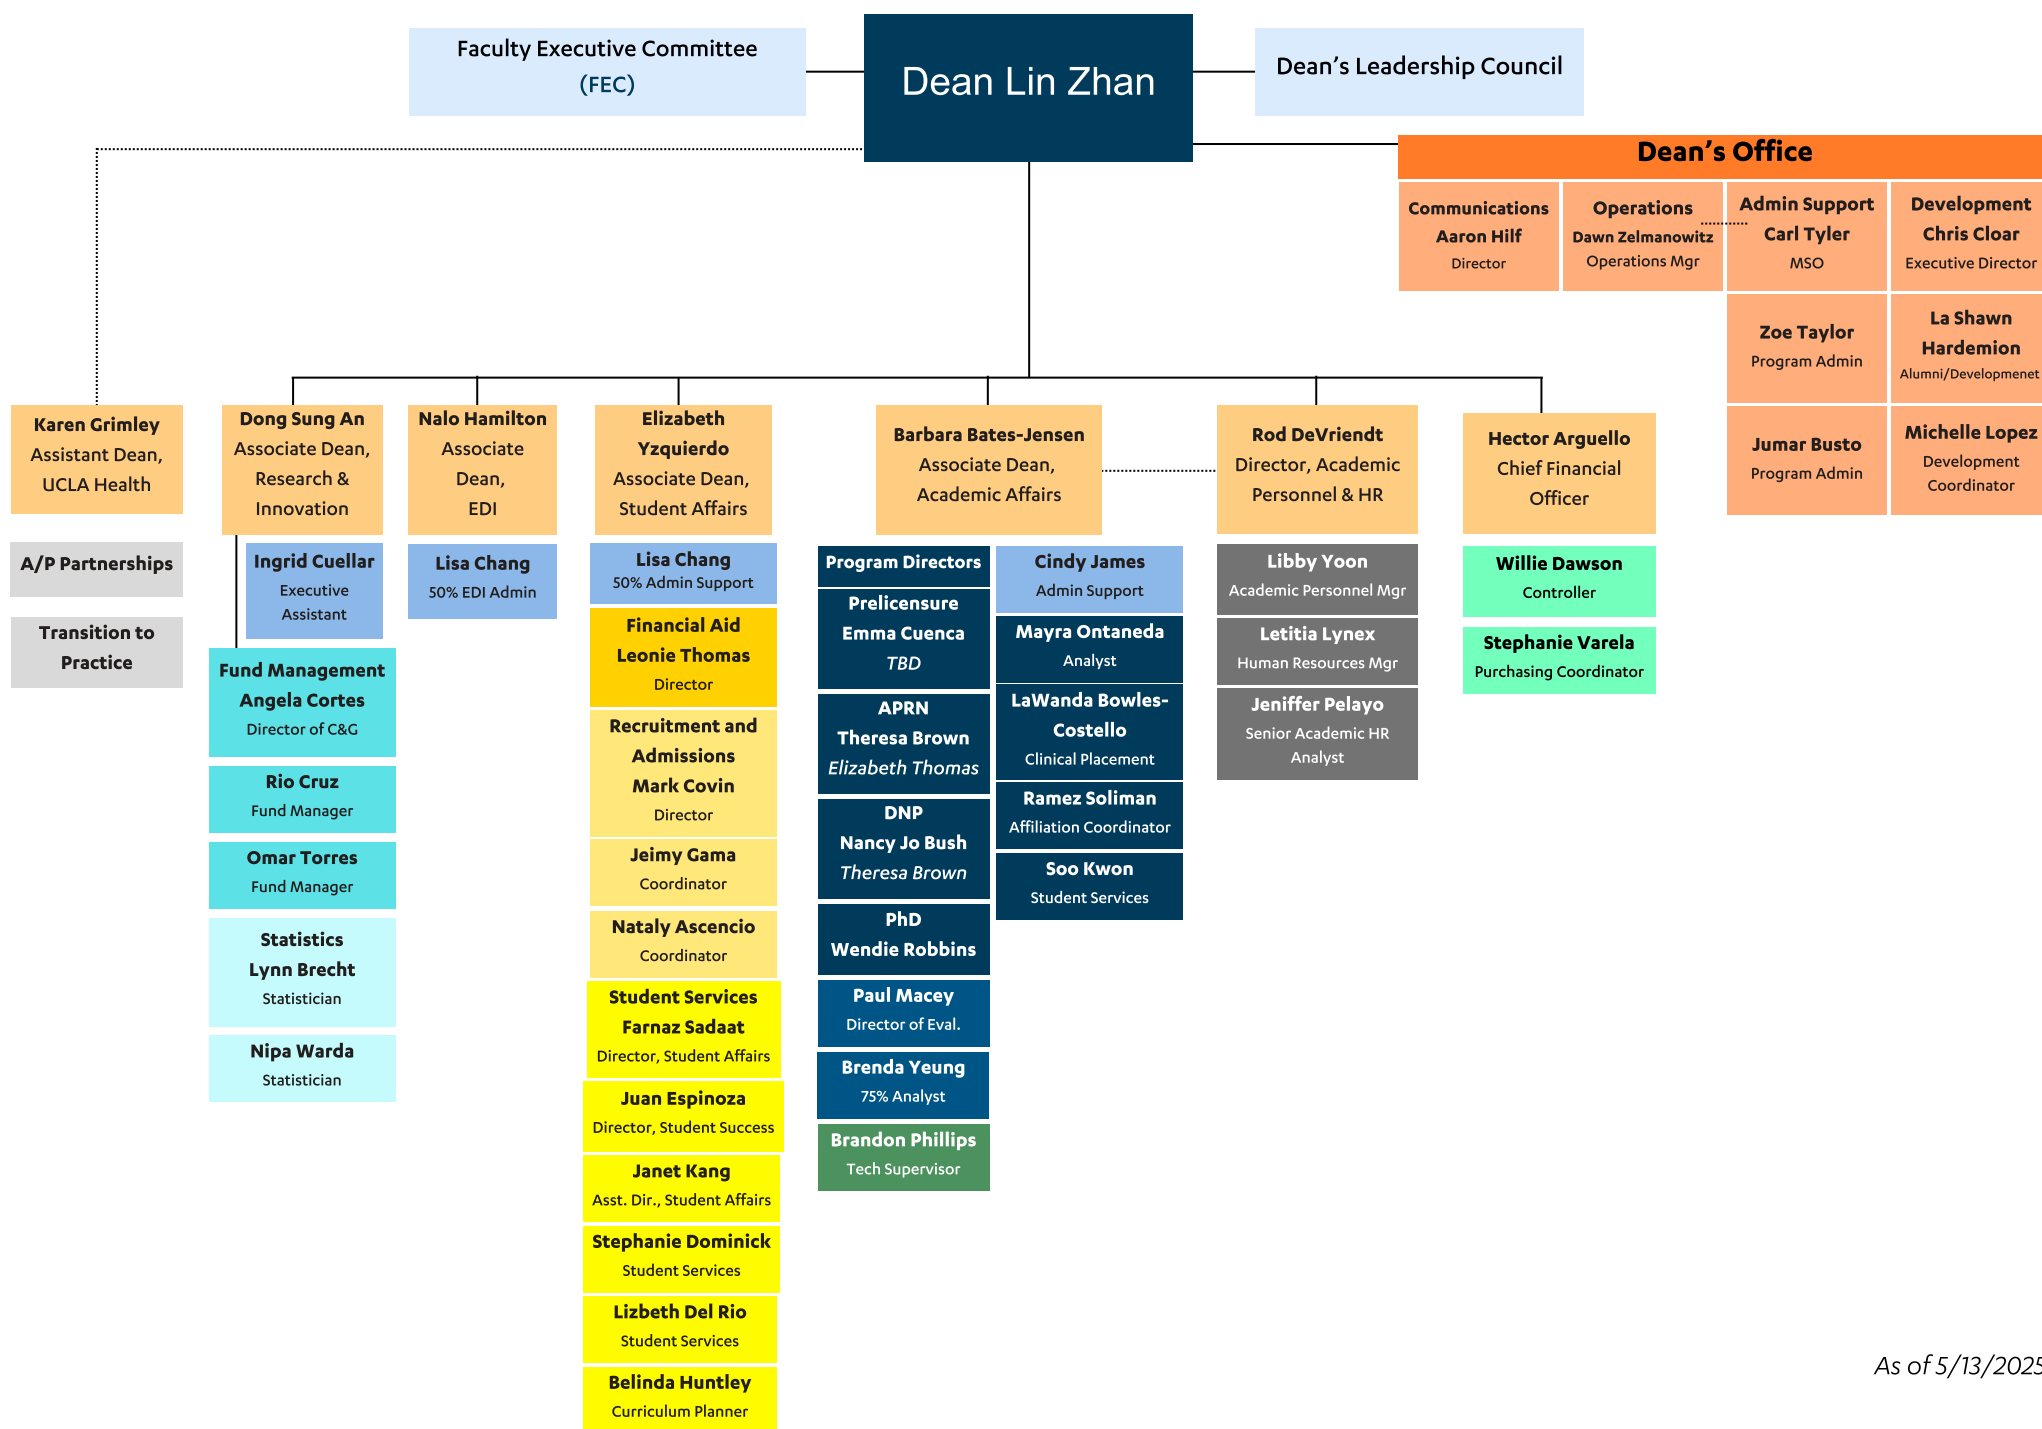 Faculty Executive Committee
(FEC)
Dean Lin Zhan
Dean's Leadership Council
Dean's Office
Communications
Aaron Hilf
Director
Operations
Dawn Zelmanowitz
Operations Mgr
Admin Support
Carl Tyler
MSO
Development
Chris Cloar
Executive Director
Zoe Taylor
Program Admin
La Shawn
Hardemion
Alumni/Developmenet
Jumar Busto
Program Admin
Michelle Lopez
Development
Coordinator
Karen Grimley
Assistant Dean,
UCLA Health
A/P Partnerships
Transition to
Practice
Dong Sung An
Associate Dean,
Research &
Innovation
Ingrid Cuellar
Executive
Assistant
Fund Management
Angela Cortes
Director of C&G
Rio Cruz
Fund Manager
Omar Torres
Fund Manager
Statistics
Lynn Brecht
Statistician
Nipa Warda
Statistician
Nalo Hamilton
Associate
Dean,
EDI
Lisa Chang
50% EDI Admin
Elizabeth
Yzquierdo
Associate Dean,
Student Affairs
Lisa Chang
50% Admin Support
Financial Aid
Leonie Thomas
Director
Recruitment and
Admissions
Mark Covin
Director
Jeimy Gama
Coordinator
Nataly Ascencio
Coordinator
Student Services
Farnaz Sadaat
Director, Student Affairs
Juan Espinoza
Director, Student Success
Janet Kang
Asst. Dir., Student Affairs
Stephanie Dominick
Student Services
Lizbeth Del Rio
Student Services
Belinda Huntley
Curriculum Planner
Barbara Bates-Jensen
Associate Dean,
Academic Affairs
Program Directors
Prelicensure
Emma Cuenca
TBD
APRN
Theresa Brown
Elizabeth Thomas
DNP
Nancy Jo Bush
Theresa Brown
PhD
Wendie Robbins
Paul Macey
Director of Eval.
Brenda Yeung
75% Analyst
Brandon Phillips
Tech Supervisor
Cindy James
Admin Support
Mayra Ontaneda
Analyst
LaWanda Bowles-
Costello
Clinical Placement
Ramez Soliman
Affiliation Coordinator
Soo Kwon
Student Services
Rod DeVriendt
Director, Academic
Personnel & HR
Libby Yoon
Academic Personnel Mgr
Letitia Lynex
Human Resources Mgr
Jeniffer Pelayo
Senior Academic HR
Analyst
Hector Arguello
Chief Financial
Officer
Willie Dawson
Controller
Stephanie Varela
Purchasing Coordinator
As of 5/13/2025